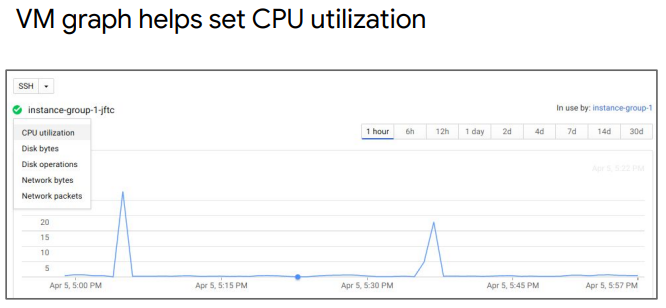 VM graph helps set CPU utilization
SSH
instance-group-1-jftc
In use by: instance-group-1
CPU utilization
Disk bytes
Disk operations
Network bytes
Network packets
1 hour 6h 12h 1 day 2d 4d 7d 14d 30d
Apr 5, 5:22 PM
20
15
10
5
Apr 5, 5:00 PM Apr 5, 5:15 PM Apr 5, 5:30 PM Apr 5, 5:45 PM Apr 5, 5:57 PM